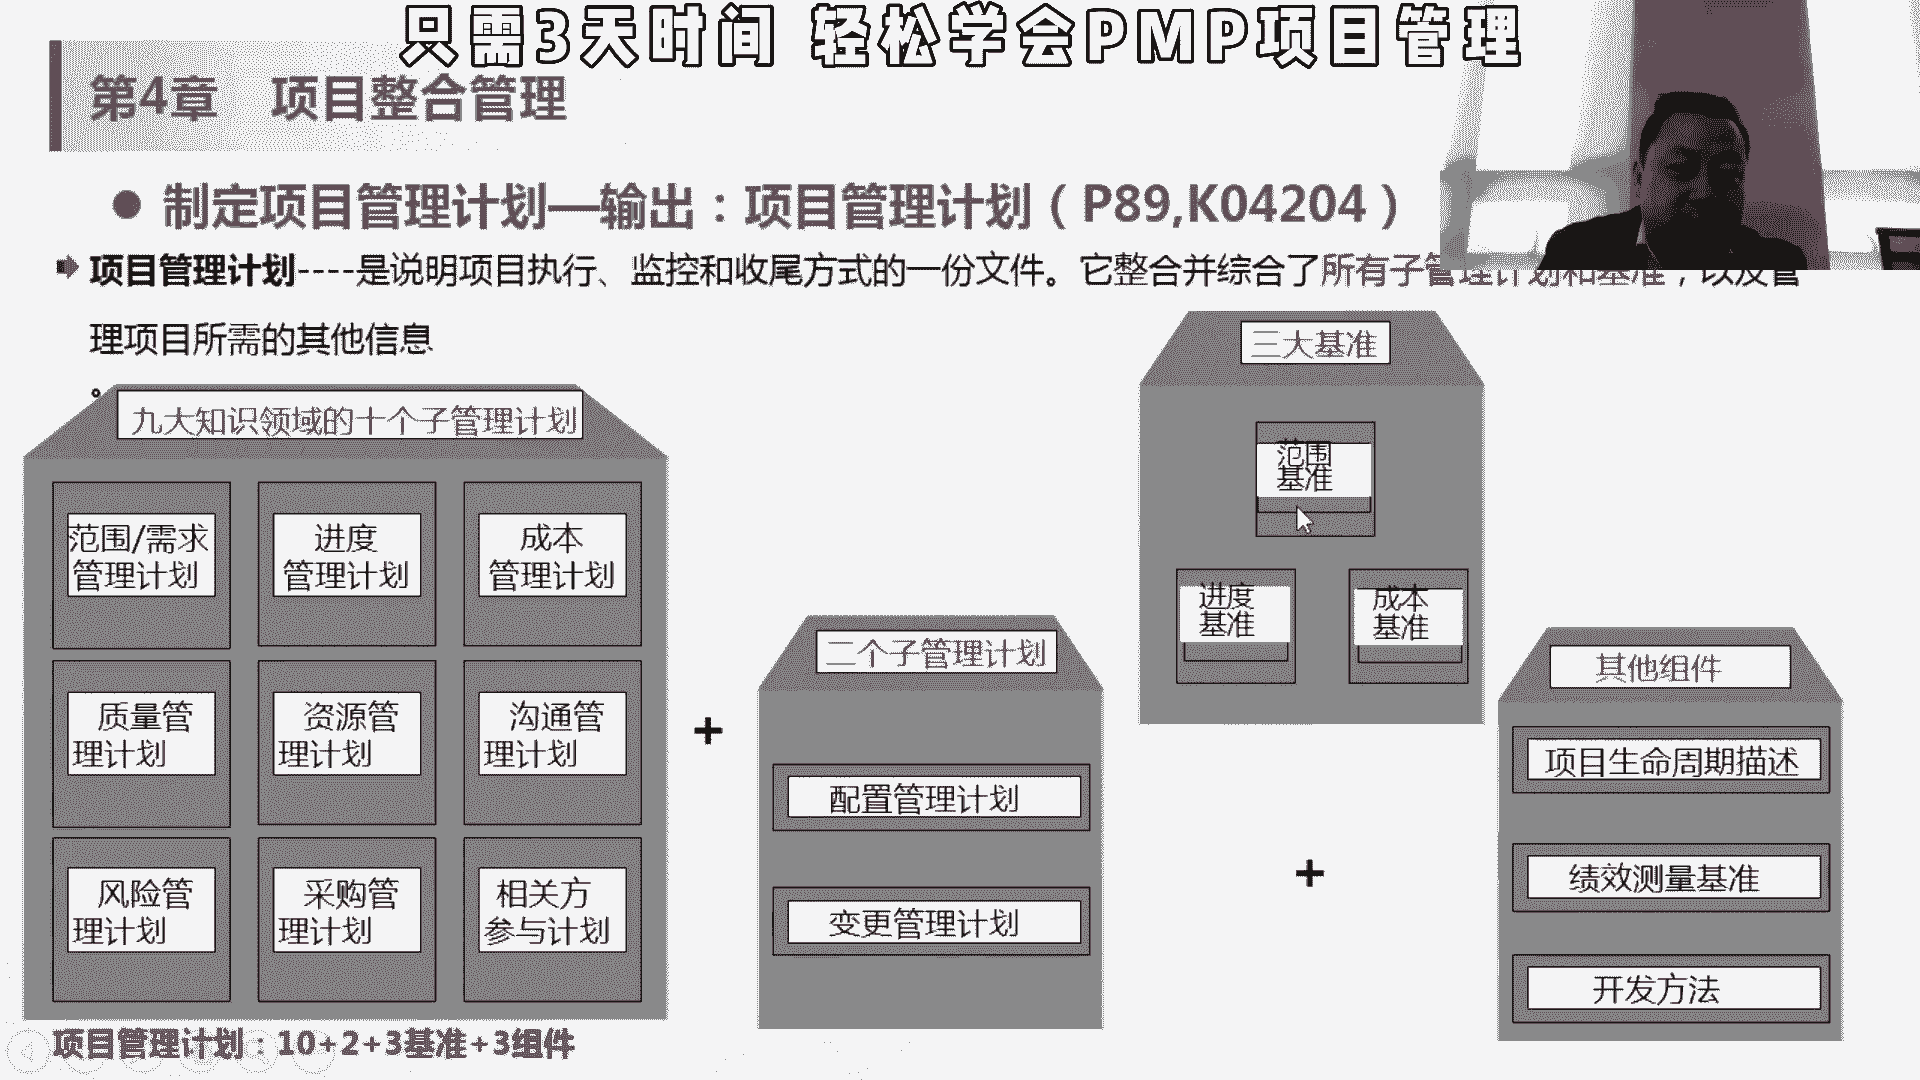 只需3天时间 轻松学会PMP项目管理
第4章 项目整合管理
制定项目管理计划—输出：项目管理计划（P89,K04204）
项目管理计划----是说明项目执行、监控和收尾方式的一份文件。它整合并综合了所有子管理计划和基准，以及管
理项目所需的其他信息
。
九大知识领域的十个子管理计划
范围/需求
管理计划
进度
管理计划
成本
管理计划
质量管
理计划
资源管
理计划
沟通管
理计划
风险管
理计划
采购管
理计划
相关方
参与计划
+
二个子管理计划
配置管理计划
变更管理计划
三大基准
范围
基准
进度
基准
成本
基准
+
其他组件
项目生命周期描述
绩效测量基准
开发方法
项目管理计划：10+2+3基准+3组件